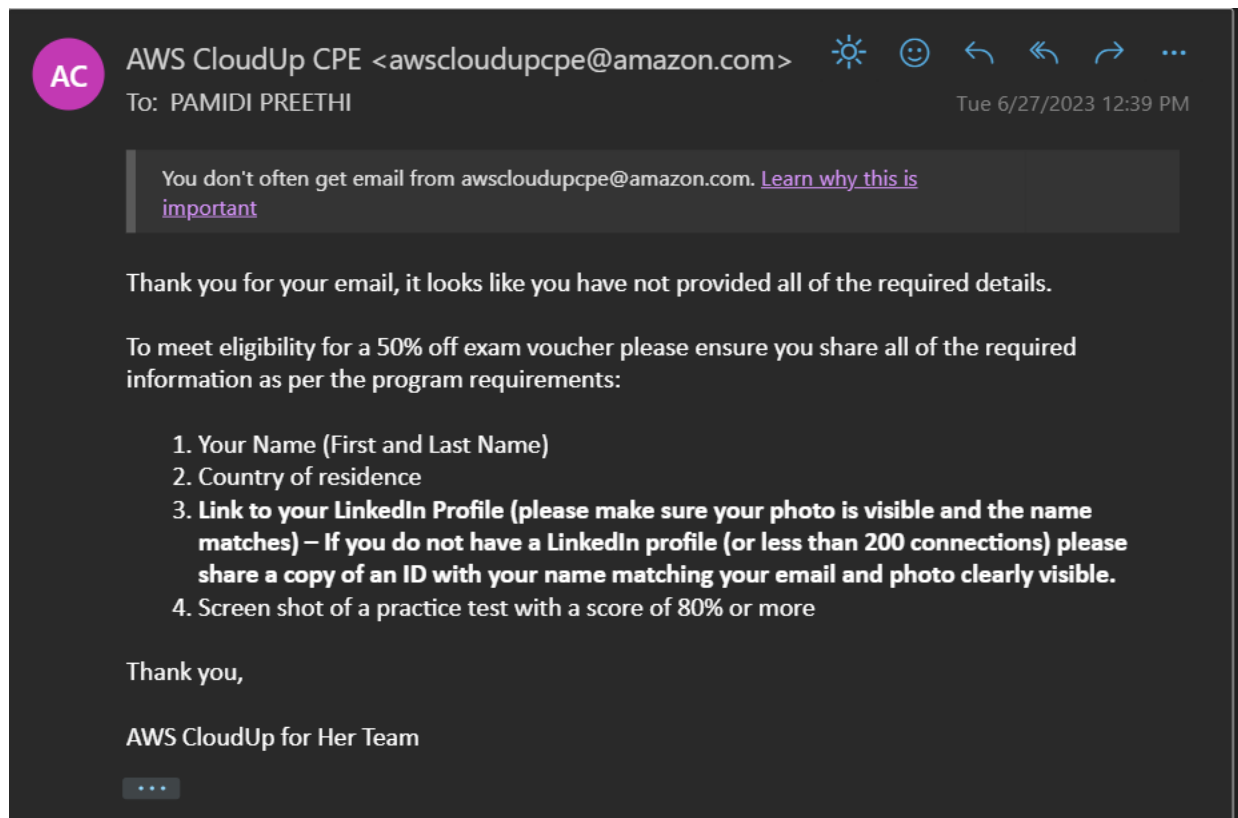 AC
AWS CloudUp CPE <awscloudupcpe@amazon.com>
To: PAMIDI PREETHI
Tue 6/27/2023 12:39 PM
You don't often get email from awscloudupcpe@amazon.com. Learn why this is
important
Thank you for your email, it looks like you have not provided all of the required details.
To meet eligibility for a 50% off exam voucher please ensure you share all of the required
information as per the program requirements:
1. Your Name (First and Last Name)
2. Country of residence
3. Link to your LinkedIn Profile (please make sure your photo is visible and the name
matches) – If you do not have a LinkedIn profile (or less than 200 connections) please
share a copy of an ID with your name matching your email and photo clearly visible.
4. Screen shot of a practice test with a score of 80% or more
Thank you,
AWS CloudUp for Her Team